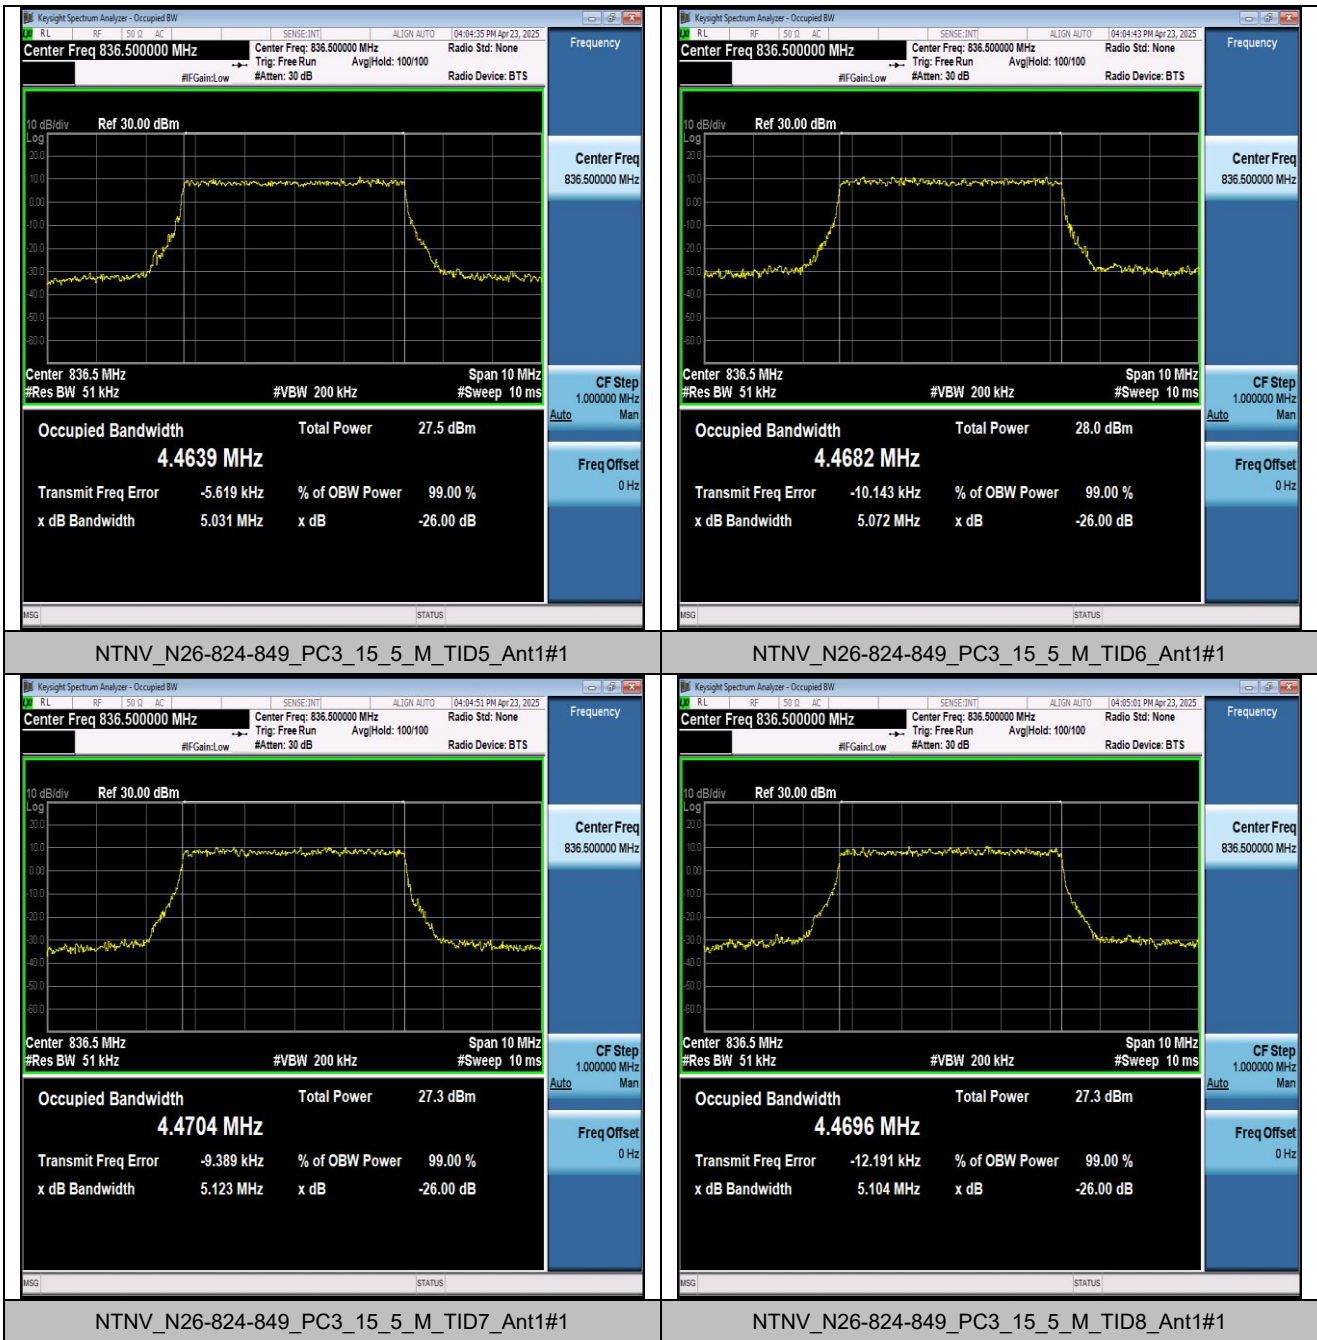 Keysight Spectrum Analyzer - Occupied BW
RL RF 50 Ω AC SENSE:INT ALIGN AUTO 04:04:35 PM Apr 23, 2025
Center Freq 836.500000 MHz
Center Freq: 836.500000 MHz
Radio Std: None
Trig: Free Run Avg|Hold: 100/100
#IFGain:Low
#Atten: 30 dB
Radio Device: BTS
10 dB/div Ref 30.00 dBm
Log
20.0
10.0
0.00
-10.0
-20.0
-30.0
-40.0
-50.0
-60.0
Center 836.5 MHz Span 10 MHz
#Res BW 51 kHz #VBW 200 kHz #Sweep 10 ms
Occupied Bandwidth Total Power 27.5 dBm
4.4639 MHz
Transmit Freq Error -5.619 kHz % of OBW Power 99.00 %
x dB Bandwidth 5.031 MHz x dB -26.00 dB
MSG STATUS
Frequency
Center Freq
836.500000 MHz
CF Step
1.000000 MHz
Auto Man
Freq Offset
0 Hz
NTNV_N26-824-849_PC3_15_5_M_TID5_Ant1#1
Keysight Spectrum Analyzer - Occupied BW
RL RF 50 Ω AC SENSE:INT ALIGN AUTO 04:04:43 PM Apr 23, 2025
Center Freq 836.500000 MHz
Center Freq: 836.500000 MHz
Radio Std: None
Trig: Free Run Avg|Hold: 100/100
#IFGain:Low
#Atten: 30 dB
Radio Device: BTS
10 dB/div Ref 30.00 dBm
Log
20.0
10.0
0.00
-10.0
-20.0
-30.0
-40.0
-50.0
-60.0
Center 836.5 MHz Span 10 MHz
#Res BW 51 kHz #VBW 200 kHz #Sweep 10 ms
Occupied Bandwidth Total Power 28.0 dBm
4.4682 MHz
Transmit Freq Error -10.143 kHz % of OBW Power 99.00 %
x dB Bandwidth 5.072 MHz x dB -26.00 dB
MSG STATUS
Frequency
Center Freq
836.500000 MHz
CF Step
1.000000 MHz
Auto Man
Freq Offset
0 Hz
NTNV_N26-824-849_PC3_15_5_M_TID6_Ant1#1
Keysight Spectrum Analyzer - Occupied BW
RL RF 50 Ω AC SENSE:INT ALIGN AUTO 04:04:51 PM Apr 23, 2025
Center Freq 836.500000 MHz
Center Freq: 836.500000 MHz
Radio Std: None
Trig: Free Run Avg|Hold: 100/100
#IFGain:Low
#Atten: 30 dB
Radio Device: BTS
10 dB/div Ref 30.00 dBm
Log
20.0
10.0
0.00
-10.0
-20.0
-30.0
-40.0
-50.0
-60.0
Center 836.5 MHz Span 10 MHz
#Res BW 51 kHz #VBW 200 kHz #Sweep 10 ms
Occupied Bandwidth Total Power 27.3 dBm
4.4704 MHz
Transmit Freq Error -9.389 kHz % of OBW Power 99.00 %
x dB Bandwidth 5.123 MHz x dB -26.00 dB
MSG STATUS
Frequency
Center Freq
836.500000 MHz
CF Step
1.000000 MHz
Auto Man
Freq Offset
0 Hz
NTNV_N26-824-849_PC3_15_5_M_TID7_Ant1#1
Keysight Spectrum Analyzer - Occupied BW
RL RF 50 Ω AC SENSE:INT ALIGN AUTO 04:05:01 PM Apr 23, 2025
Center Freq 836.500000 MHz
Center Freq: 836.500000 MHz
Radio Std: None
Trig: Free Run Avg|Hold: 100/100
#IFGain:Low
#Atten: 30 dB
Radio Device: BTS
10 dB/div Ref 30.00 dBm
Log
20.0
10.0
0.00
-10.0
-20.0
-30.0
-40.0
-50.0
-60.0
Center 836.5 MHz Span 10 MHz
#Res BW 51 kHz #VBW 200 kHz #Sweep 10 ms
Occupied Bandwidth Total Power 27.3 dBm
4.4696 MHz
Transmit Freq Error -12.191 kHz % of OBW Power 99.00 %
x dB Bandwidth 5.104 MHz x dB -26.00 dB
MSG STATUS
Frequency
Center Freq
836.500000 MHz
CF Step
1.000000 MHz
Auto Man
Freq Offset
0 Hz
NTNV_N26-824-849_PC3_15_5_M_TID8_Ant1#1